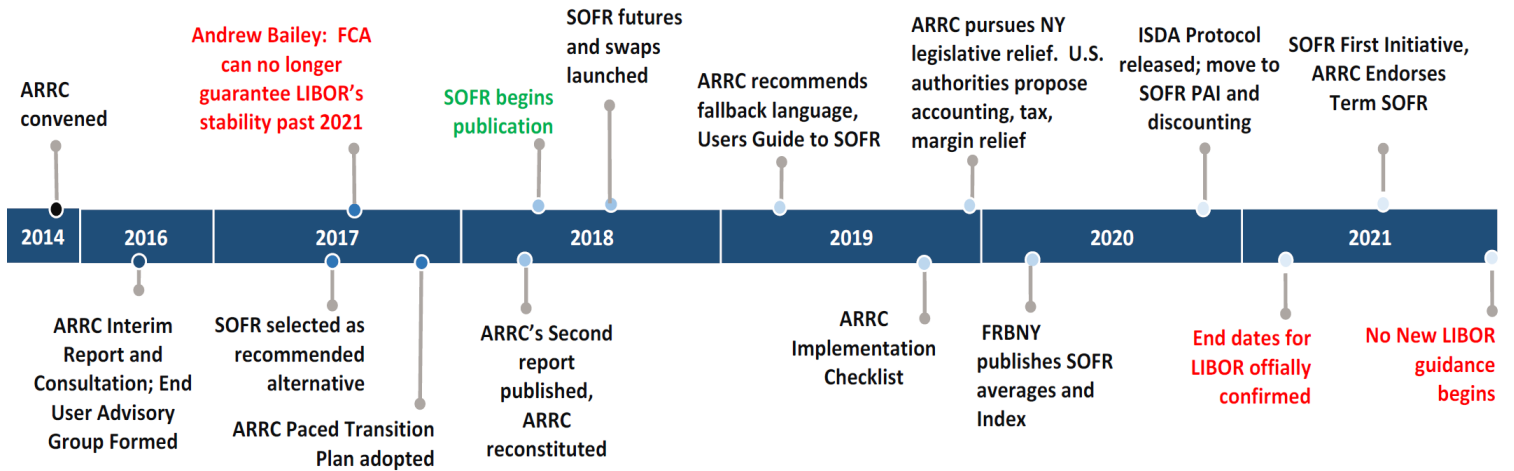 ARRC
convened
Andrew Bailey:  FCA
can no longer
guarantee LIBOR's
stability past 2021
SOFR begins
publication
SOFR futures
and swaps
launched
ARRC recommends
fallback language,
Users Guide to SOFR
ARRC pursues NY
legislative relief.  U.S.
authorities propose
accounting, tax,
margin relief
ISDA Protocol
released; move to
SOFR PAI and
discounting
SOFR First Initiative,
ARRC Endorses
Term SOFR
2014
2016
2017
2018
2019
2020
2021
ARRC Interim
Report and
Consultation; End
User Advisory
Group Formed
SOFR selected as
recommended
alternative
ARRC Paced Transition
Plan adopted
ARRC's Second
report
published,
ARRC
reconstituted
ARRC
Implementation
Checklist
FRBNY
publishes SOFR
averages and
Index
End dates for
LIBOR offially
confirmed
No New LIBOR
guidance
begins